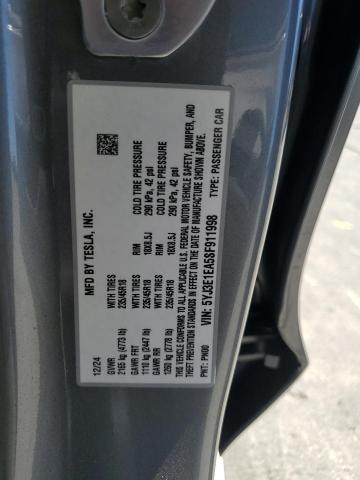 MFD BY TESLA, INC.
12/24
GVWR
2165 kg (4773 lb)
GAWR FRT WITH TIRES RIM COLD TIRE PRESSURE
1110 kg (2447 lb) 235/45R18 18X8.5J 290 kPA, 42 psi
GAWR RR WITH TIRES RIM COLD TIRE PRESSURE
1260 kg (2778 lb) 235/45R18 18X8.5J 290 kPA, 42 psi
THIS VEHICLE CONFORMS TO ALL APPLICABLE U.S. FEDERAL MOTOR VEHICLE SAFETY, BUMPER, AND
THEFT PREVENTION STANDARDS IN EFFECT ON THE DATE OF MANUFACTURE SHOWN ABOVE.
PNT: PN00 VIN: 5YJ3E1EA5SF911998 TYPE: PASSENGER CAR